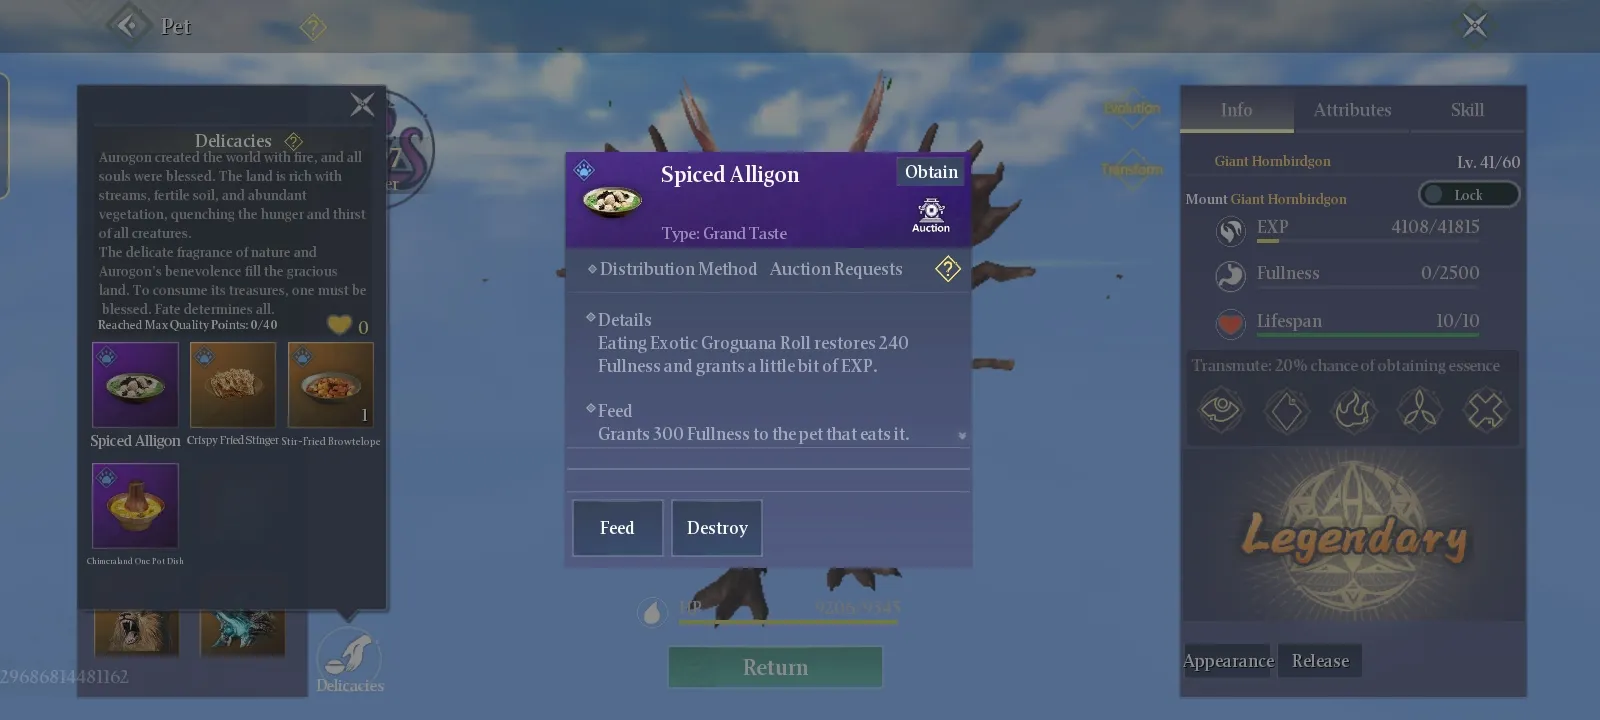 Pet
?
Delicacies ?
Aurogon created the world with fire, and all
souls were blessed. The land is rich with
streams, fertile soil, and abundant
vegetation, quenching the hunger and thirst
of all creatures.
The delicate fragrance of nature and
Aurogon's benevolence fill the gracious
land. To consume its treasures, one must be
blessed. Fate determines all.
Reached Max Quality Points: 0/40
0
1
Spiced Alligon
Crispy Fried Stinger
Stir-Fried Browtelope
Chimeraland One Pot Dish
Delicacies
29686814481162
Spiced Alligon
Obtain
Auction
Type: Grand Taste
Distribution Method Auction Requests ?
Details
Eating Exotic Groguana Roll restores 240
Fullness and grants a little bit of EXP.
Feed
Grants 300 Fullness to the pet that eats it.
Feed
Destroy
HP 9206/9345
Return
Evolution
Transform
Info
Attributes
Skill
Giant Hornbirdgon Lv. 41/60
Mount Giant Hornbirdgon
Lock
EXP 4108/41815
Fullness 0/2500
Lifespan 10/10
Transmute: 20% chance of obtaining essence
Legendary
Appearance
Release